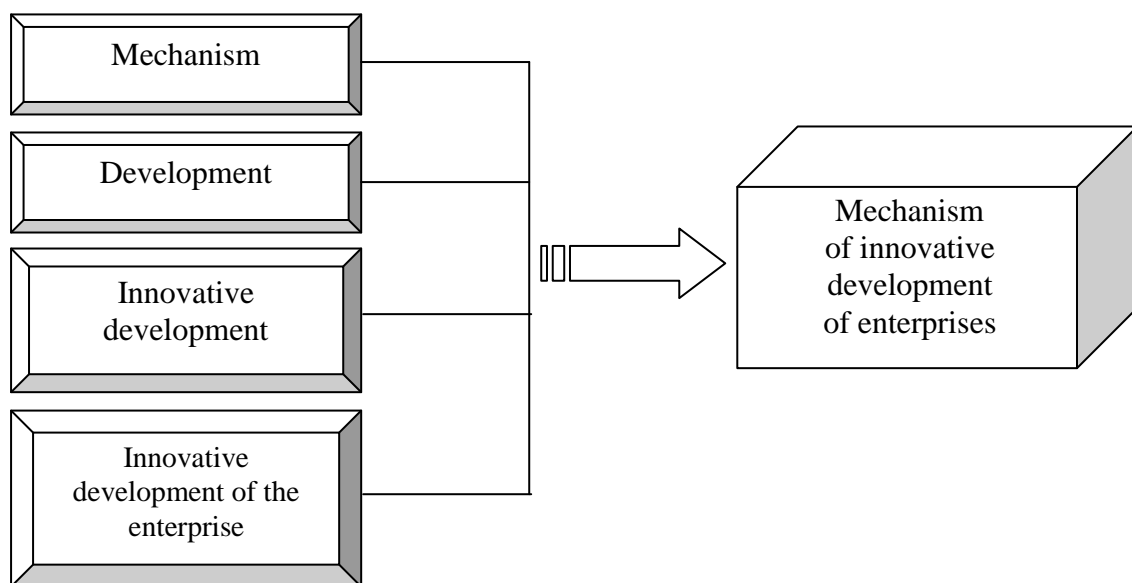 Mechanism
Development
Innovative
development
Innovative
development of the
enterprise
Mechanism
of innovative
development
of enterprises